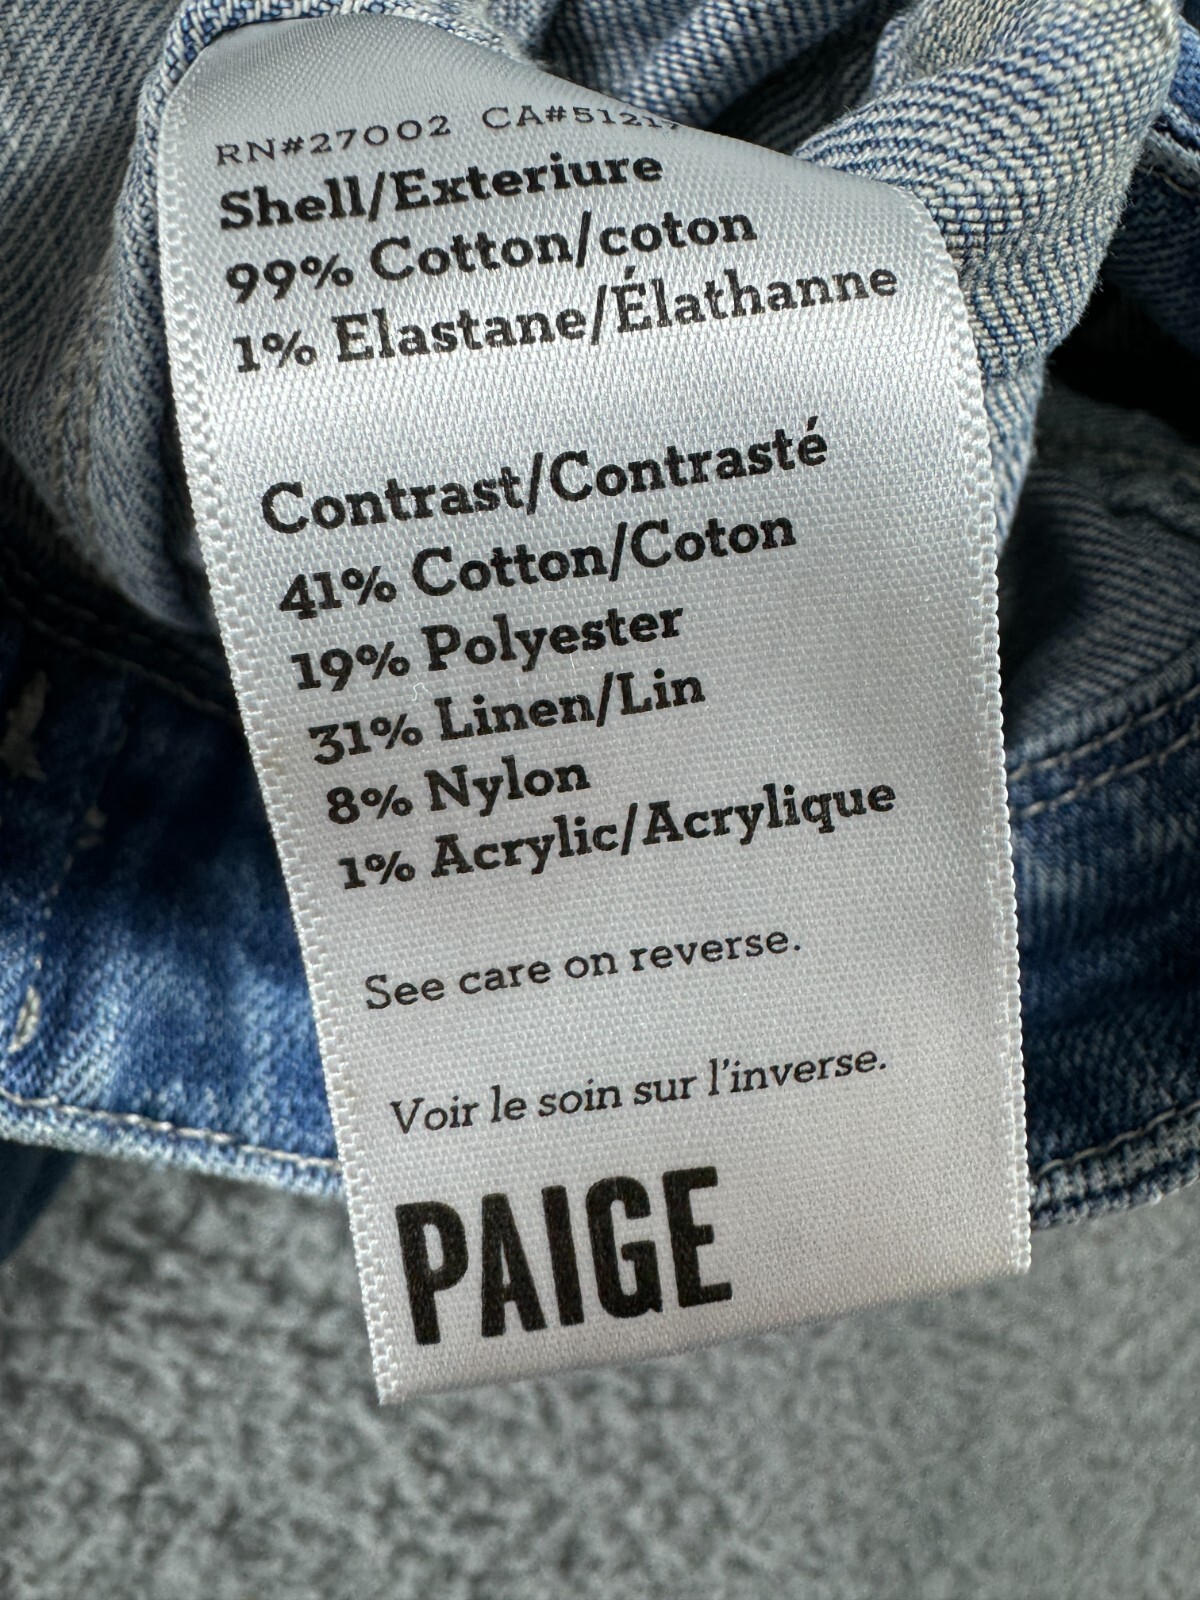 RN#27002 CA#51217
Shell/Exteriure
99% Cotton/coton
1% Elastane/Élathanne
Contrast/Contrasté
41% Cotton/Coton
19% Polyester
31% Linen/Lin
8% Nylon
1% Acrylic/Acrylique
See care on reverse.
Voir le soin sur l'inverse.
PAIGE